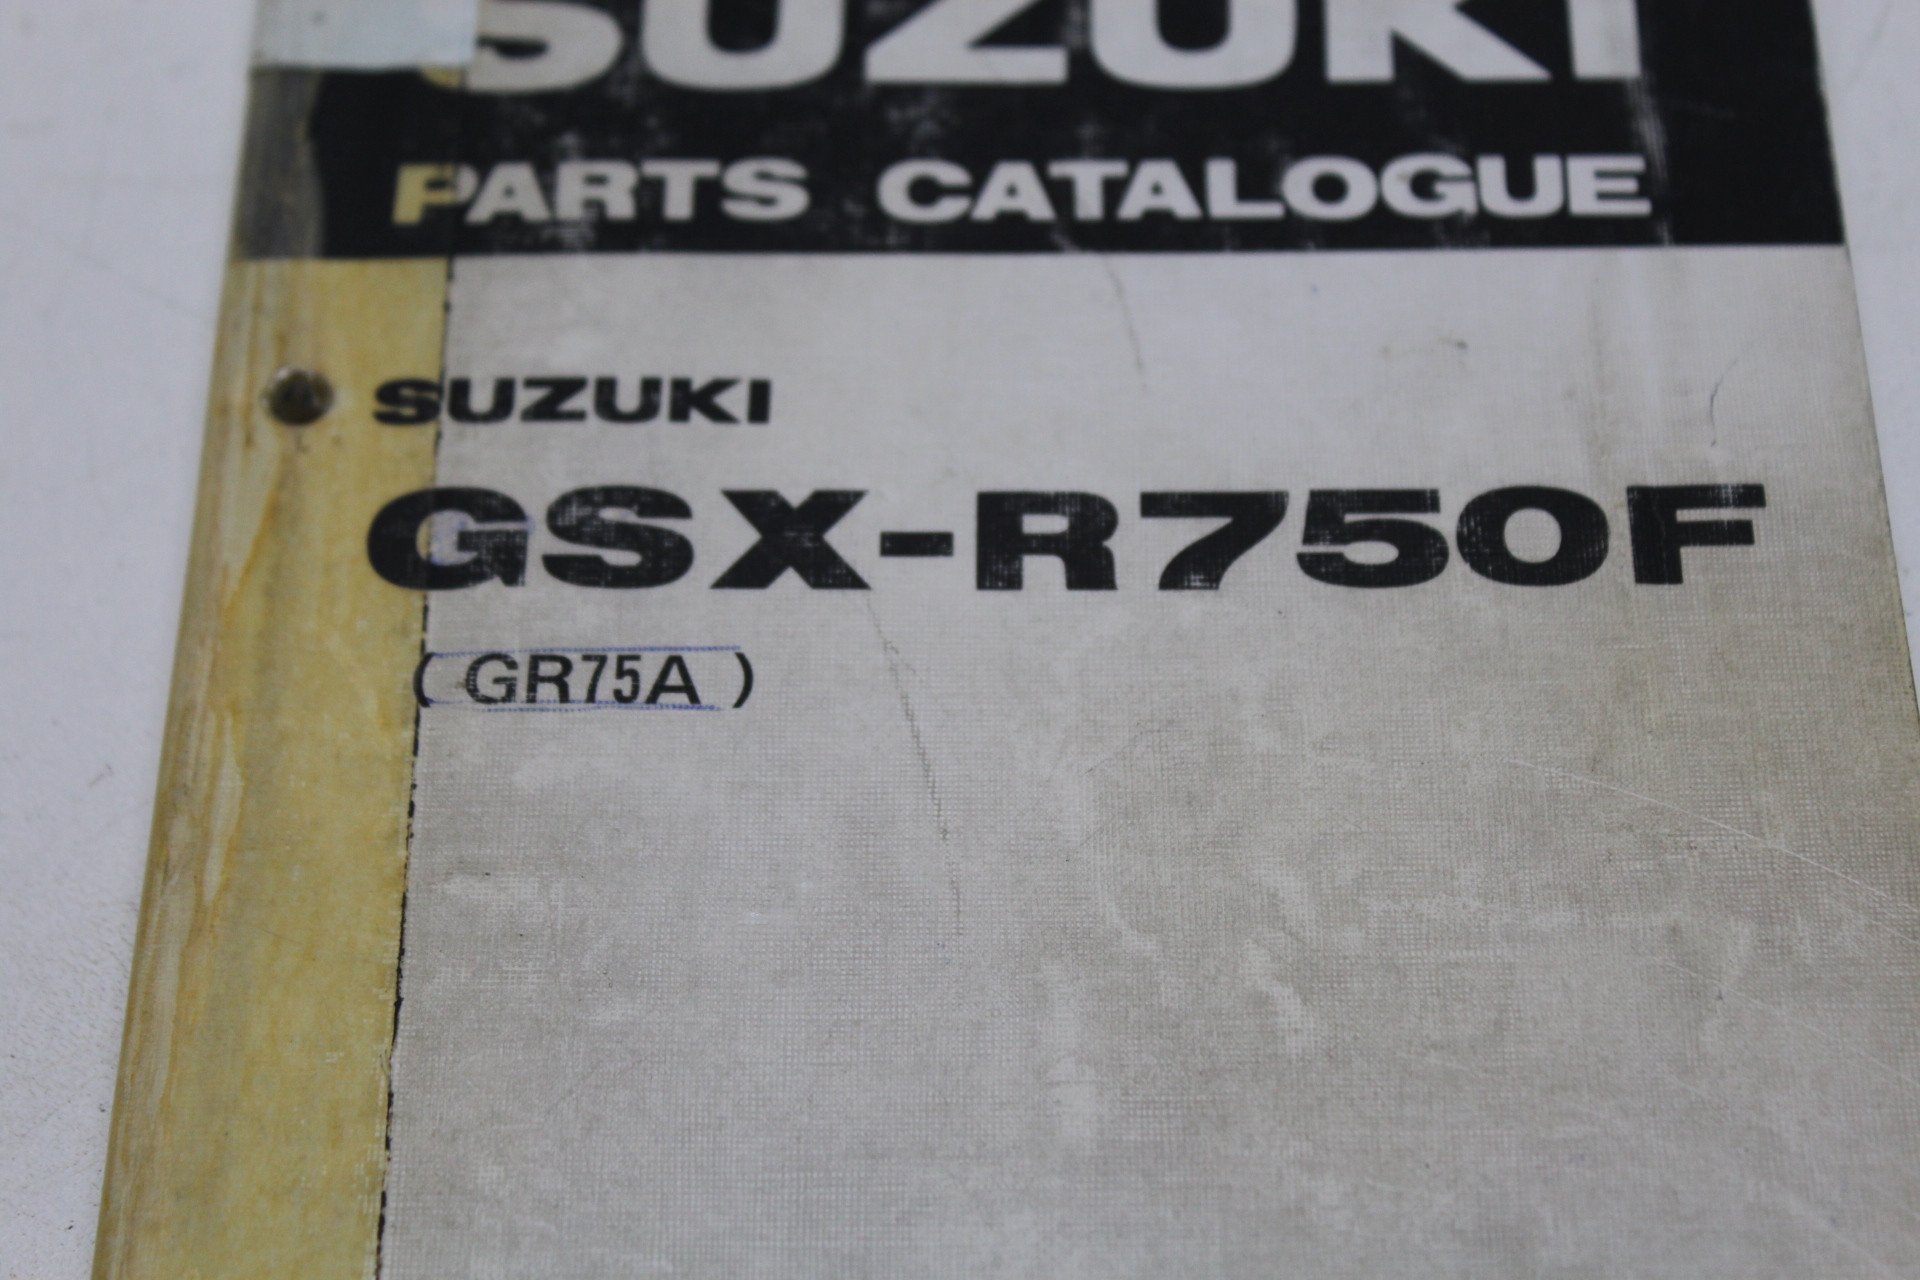 SUZUKI
PARTS CATALOGUE
SUZUKI
GSX-R750F
( GR75A )